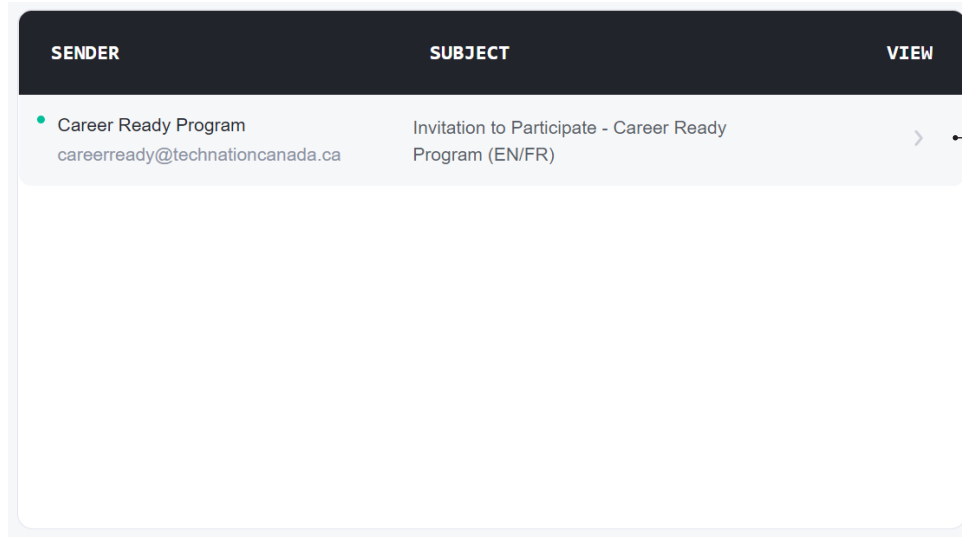 SENDER SUBJECT VIEW
Career Ready Program
careerready@technationcanada.ca
Invitation to Participate - Career Ready
Program (EN/FR)